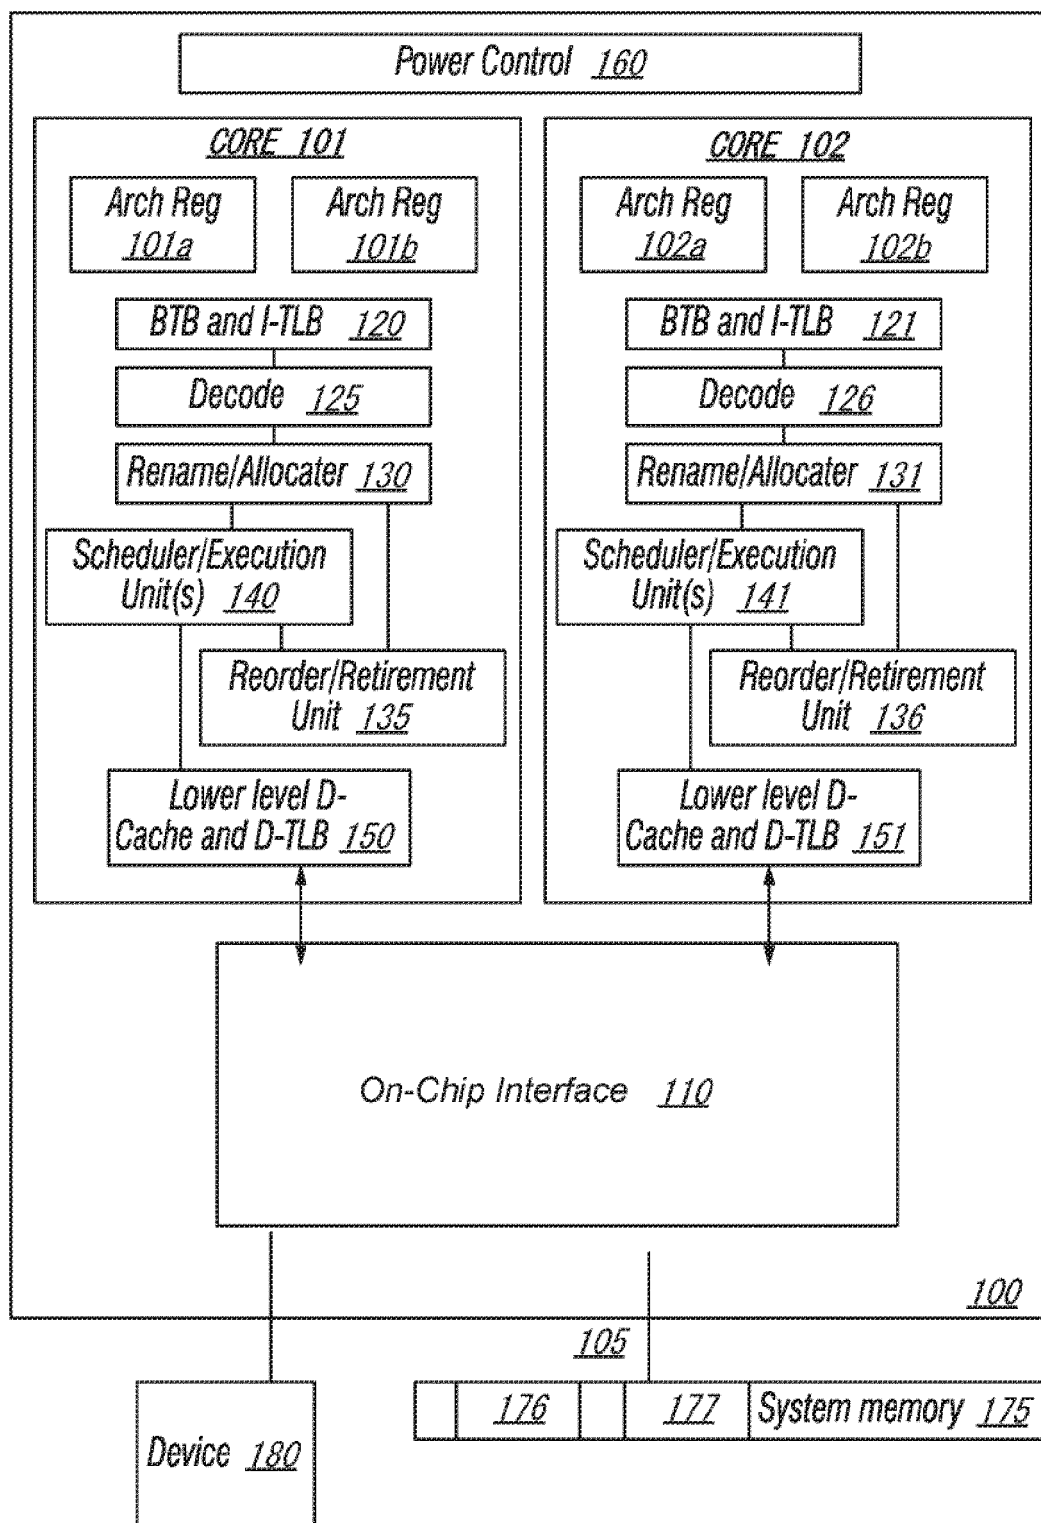 Power Control 160
CORE 101
Arch Reg
101a
Arch Reg
101b
BTB and I-TLB 120
Decode 125
Rename/Allocater 130
Scheduler/Execution
Unit(s) 140
Reorder/Retirement
Unit 135
Lower level D-
Cache and D-TLB 150
CORE 102
Arch Reg
102a
Arch Reg
102b
BTB and I-TLB 121
Decode 126
Rename/Allocater 131
Scheduler/Execution
Unit(s) 141
Reorder/Retirement
Unit 136
Lower level D-
Cache and D-TLB 151
On-Chip Interface 110
100
105
176
177
System memory 175
Device 180